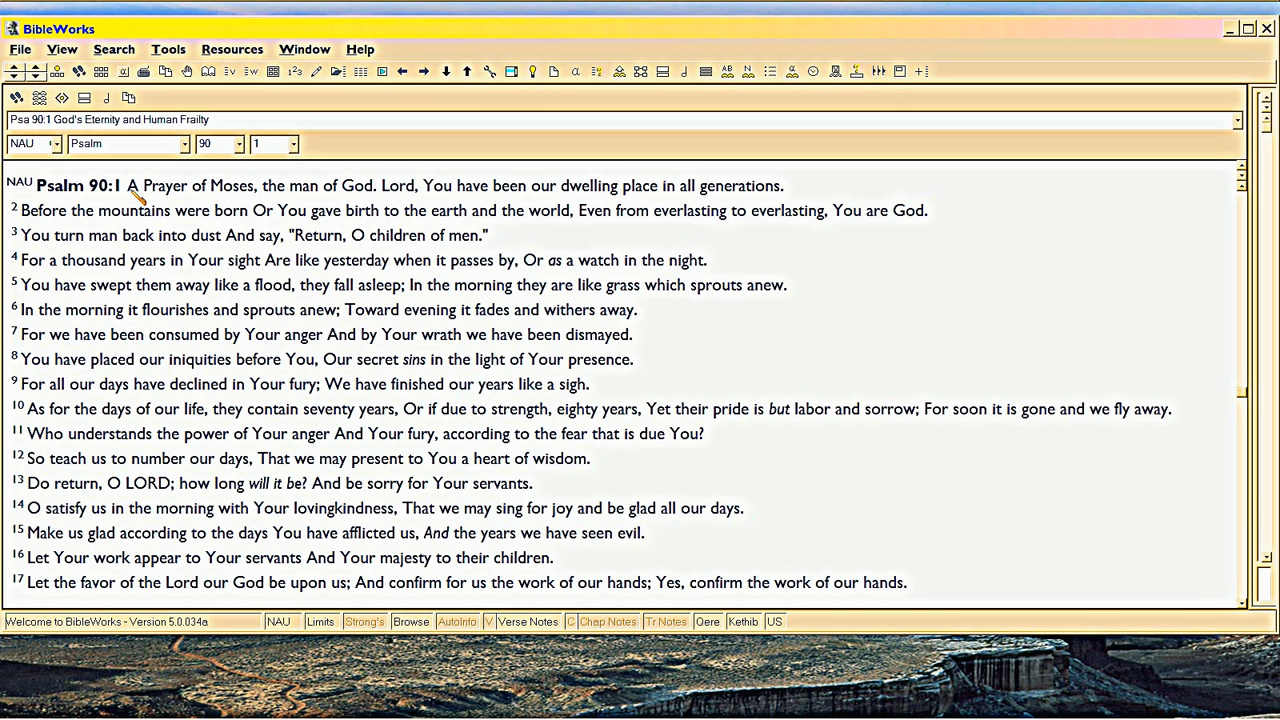 BibleWorks
File View Search Tools Resources Window Help
Psa 90:1 God's Eternity and Human Frailty
NAU Psalm 90 1
NAU Psalm 90:1 A Prayer of Moses, the man of God. Lord, You have been our dwelling place in all generations.
2 Before the mountains were born Or You gave birth to the earth and the world, Even from everlasting to everlasting, You are God.
3 You turn man back into dust And say, "Return, O children of men."
4 For a thousand years in Your sight Are like yesterday when it passes by, Or as a watch in the night.
5 You have swept them away like a flood, they fall asleep; In the morning they are like grass which sprouts anew.
6 In the morning it flourishes and sprouts anew; Toward evening it fades and withers away.
7 For we have been consumed by Your anger And by Your wrath we have been dismayed.
8 You have placed our iniquities before You, Our secret sins in the light of Your presence.
9 For all our days have declined in Your fury; We have finished our years like a sigh.
10 As for the days of our life, they contain seventy years, Or if due to strength, eighty years, Yet their pride is but labor and sorrow; For soon it is gone and we fly away.
11 Who understands the power of Your anger And Your fury, according to the fear that is due You?
12 So teach us to number our days, That we may present to You a heart of wisdom.
13 Do return, O LORD; how long will it be? And be sorry for Your servants.
14 O satisfy us in the morning with Your lovingkindness, That we may sing for joy and be glad all our days.
15 Make us glad according to the days You have afflicted us, And the years we have seen evil.
16 Let Your work appear to Your servants And Your majesty to their children.
17 Let the favor of the Lord our God be upon us; And confirm for us the work of our hands; Yes, confirm the work of our hands.
Welcome to BibleWorks - Version 5.0.034a NAU Limits Strong's Browse AutoInfo V Verse Notes C Chap Notes Tr Notes Qere Kethib US